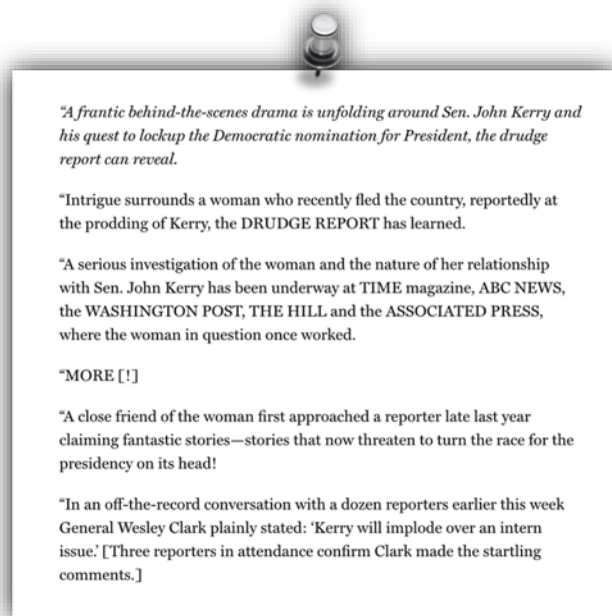 “A frantic behind-the-scenes drama is unfolding around Sen. John Kerry and
his quest to lockup the Democratic nomination for President, the drudge
report can reveal.
“Intrigue surrounds a woman who recently fled the country, reportedly at
the prodding of Kerry, the DRUDGE REPORT has learned.
“A serious investigation of the woman and the nature of her relationship
with Sen. John Kerry has been underway at TIME magazine, ABC NEWS,
the WASHINGTON POST, THE HILL and the ASSOCIATED PRESS,
where the woman in question once worked.
“MORE [!]
“A close friend of the woman first approached a reporter late last year
claiming fantastic stories—stories that now threaten to turn the race for the
presidency on its head!
“In an off-the-record conversation with a dozen reporters earlier this week
General Wesley Clark plainly stated: ‘Kerry will implode over an intern
issue.’ [Three reporters in attendance confirm Clark made the startling
comments.]